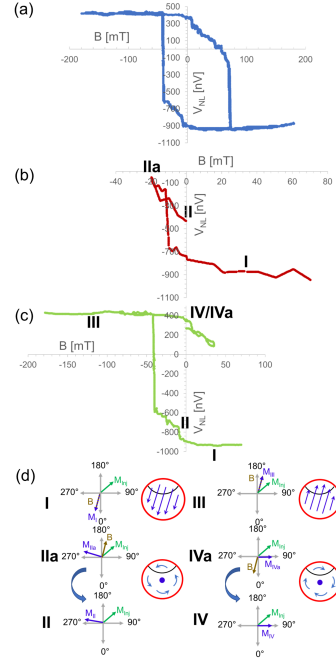 (a)
B [mT]
V_NL [nV]
500
300
100
-100
-300
-500
-700
-900
-1100
-200
-100
0
100
200
(b)
B [mT]
V_NL [nV]
IIa
II
I
-40
-20
0
20
40
60
80
-100
-300
-500
-700
-900
-1100
(c)
III
IV/IVa
B [mT]
V_NL [nV]
II
I
600
400
200
0
-200
-400
-600
-800
-1000
-200
-150
-100
-50
0
50
100
150
(d)
I
180°
270°
90°
0°
M_Inj
B
M_I
III
180°
270°
90°
0°
M_III
M_Inj
B
IIa
180°
270°
90°
0°
M_IIa
B
M_Inj
IVa
180°
270°
90°
0°
M_Inj
B
M_IVa
II
180°
270°
90°
0°
M_II
M_Inj
IV
180°
270°
90°
0°
M_Inj
M_IV